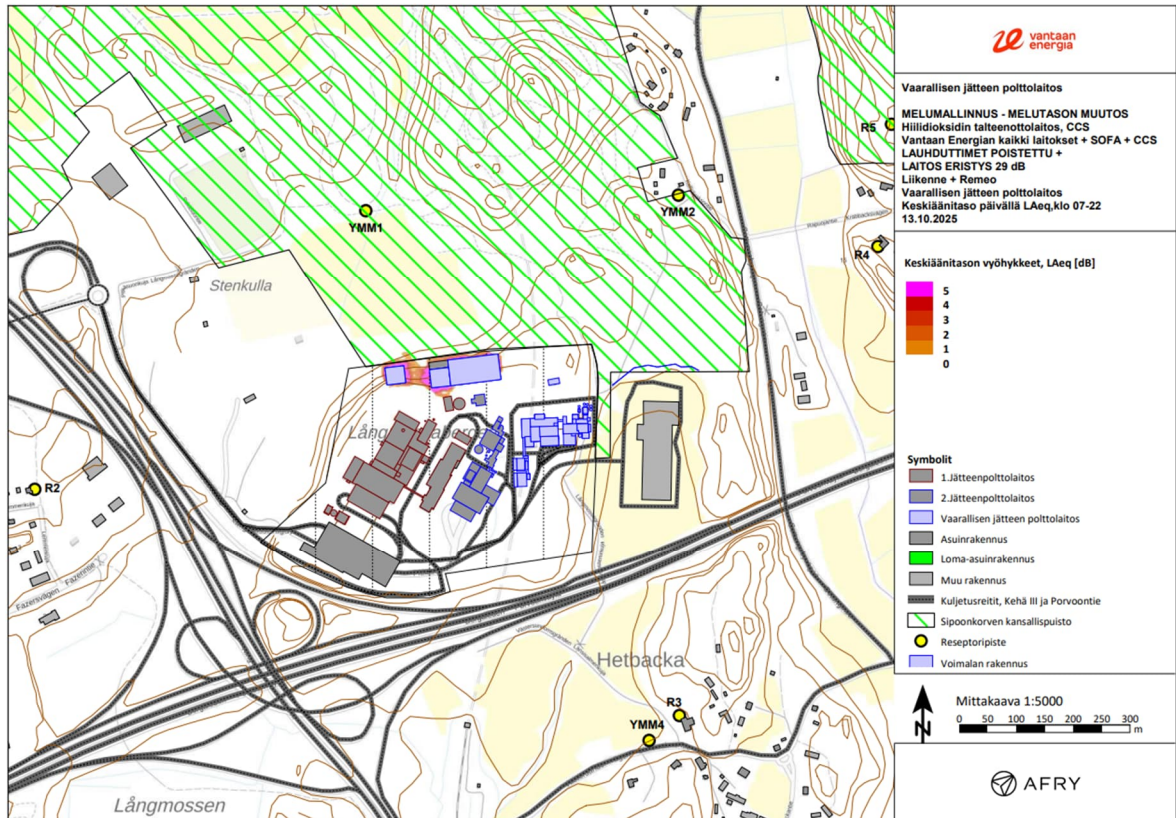 vantaan
energia
Vaarallisen jätteen polttolaitos
MELUMALLINNUS - MELUTASON MUUTOS
Hiilidioksidin talteenottolaitos, CCS
Vantaan Energian kaikki laitokset + SOFA + CCS
LAUHDUTTIMET POISTETTU +
LAITOS ERISTYS 29 dB
Liikenne + Remeo
Vaarallisen jätteen polttolaitos
Keskiäänitaso päivällä LAeq,klo 07-22
13.10.2025
Keskiäänitason vyöhykkeet, LAeq [dB]
5
4
3
2
1
0
Symbolit
1.Jätteenpolttolaitos
2.Jätteenpolttolaitos
Vaarallisen jätteen polttolaitos
Asuinrakennus
Loma-asuinrakennus
Muu rakennus
Kuljetusreitit, Kehä III ja Porvoontie
Sipoonkorven kansallispuisto
Reseptoripiste
Voimalan rakennus
Mittakaava 1:5000
0 50 100 150 200 250 300
m
N
AFRY
R5
YMM1
YMM2
R4
Stenkulla
R2
Fazersvägen Fazerintie
Hetbacka
R3
YMM4
Långmossen